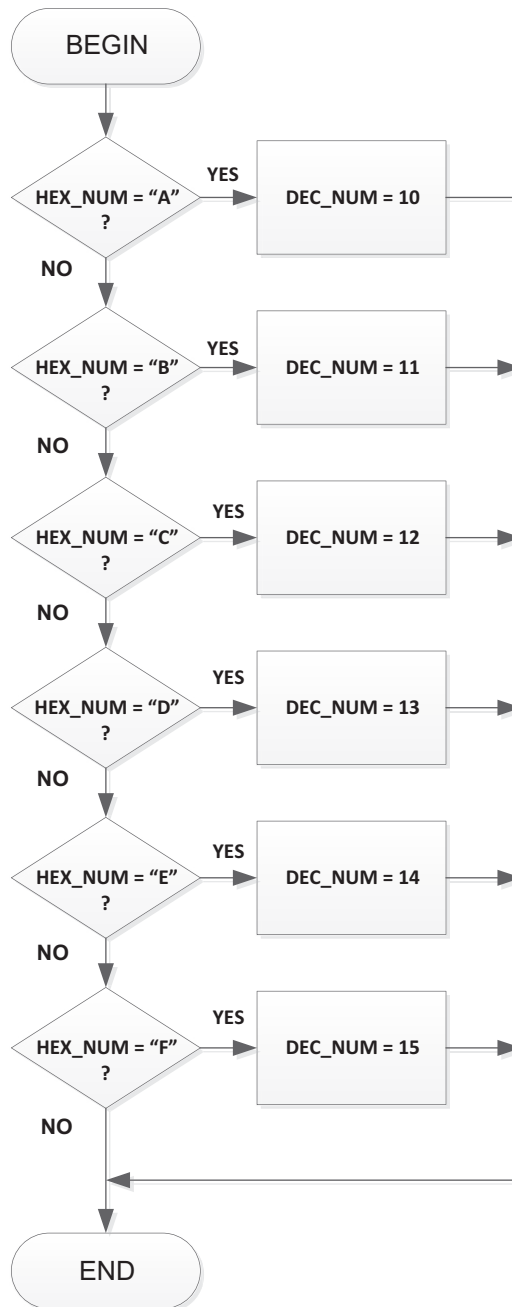 BEGIN
HEX_NUM = “A”
?
YES
DEC_NUM = 10
NO
HEX_NUM = “B”
?
YES
DEC_NUM = 11
NO
HEX_NUM = “C”
?
YES
DEC_NUM = 12
NO
HEX_NUM = “D”
?
YES
DEC_NUM = 13
NO
HEX_NUM = “E”
?
YES
DEC_NUM = 14
NO
HEX_NUM = “F”
?
YES
DEC_NUM = 15
NO
END